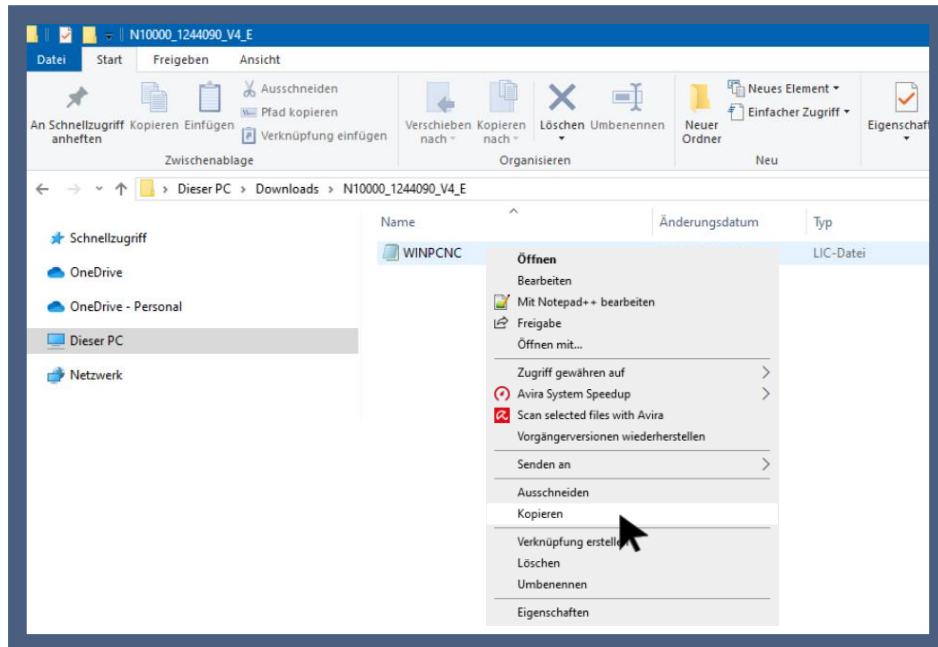 N10000_1244090_V4_E
Datei Start Freigeben Ansicht
An Schnellzugriff anheften
Kopieren
Einfügen
Ausschneiden
Pfad kopieren
Verknüpfung einfügen
Zwischenablage
Verschieben nach
Kopieren nach
Löschen
Umbenennen
Organisieren
Neuer Ordner
Neues Element
Einfacher Zugriff
Neu
Eigenschaf
Dieser PC > Downloads > N10000_1244090_V4_E
Name Änderungsdatum Typ
Schnellzugriff
OneDrive
OneDrive - Personal
Dieser PC
Netzwerk
WINPCNC LIC-Datei
Öffnen
Bearbeiten
Mit Notepad++ bearbeiten
Freigabe
Öffnen mit...
Zugriff gewähren auf
Avira System Speedup
Scan selected files with Avira
Vorgängerversionen wiederherstellen
Senden an
Ausschneiden
Kopieren
Verknüpfung erstelle
Löschen
Umbenennen
Eigenschaften